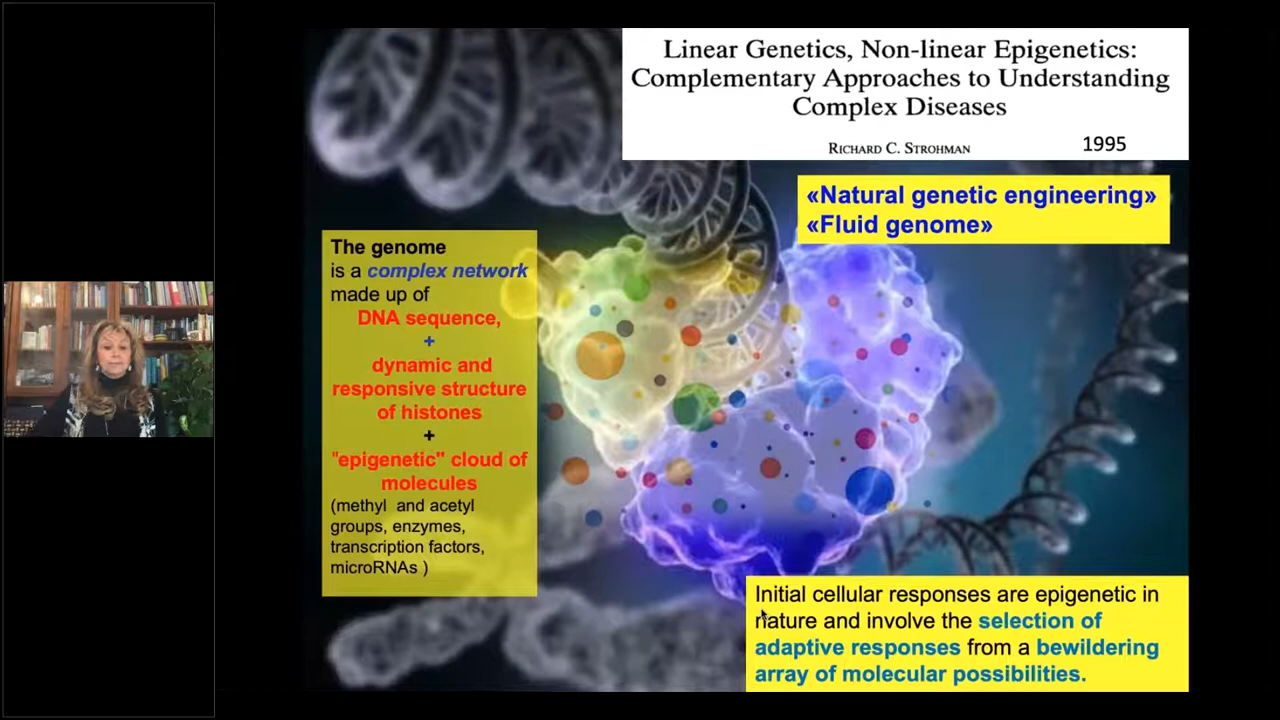 Linear Genetics, Non-linear Epigenetics:
Complementary Approaches to Understanding
Complex Diseases
RICHARD C. STROHMAN 1995
«Natural genetic engineering»
«Fluid genome»
The genome
is a complex network
made up of
DNA sequence,
+
dynamic and
responsive structure
of histones
+
"epigenetic" cloud of
molecules
(methyl and acetyl
groups, enzymes,
transcription factors,
microRNAs )
Initial cellular responses are epigenetic in
nature and involve the selection of
adaptive responses from a bewildering
array of molecular possibilities.